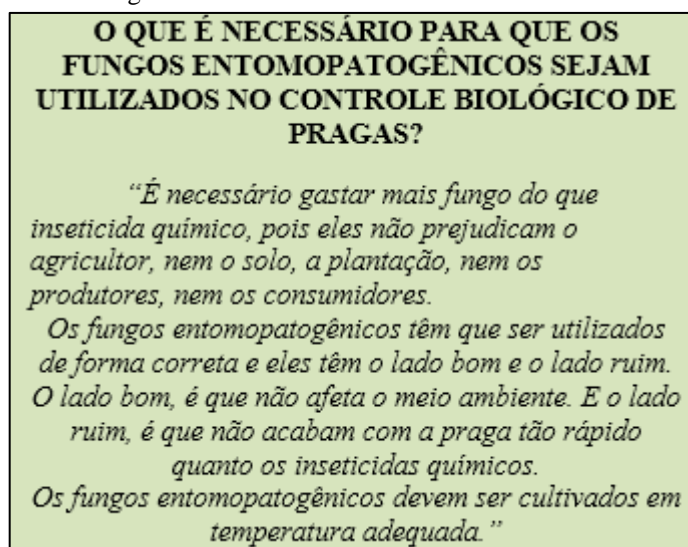 O QUE É NECESSÁRIO PARA QUE OS
FUNGOS ENTOMOPATOGÊNICOS SEJAM
UTILIZADOS NO CONTROLE BIOLÓGICO DE
PRAGAS?
“É necessário gastar mais fungo do que
inseticida químico, pois eles não prejudicam o
agricultor, nem o solo, a plantação, nem os
produtores, nem os consumidores.
Os fungos entomopatogênicos têm que ser utilizados
de forma correta e eles têm o lado bom e o lado ruim.
O lado bom, é que não afeta o meio ambiente. E o lado
ruim, é que não acabam com a praga tão rápido
quanto os inseticidas químicos.
Os fungos entomopatogênicos devem ser cultivados em
temperatura adequada.”